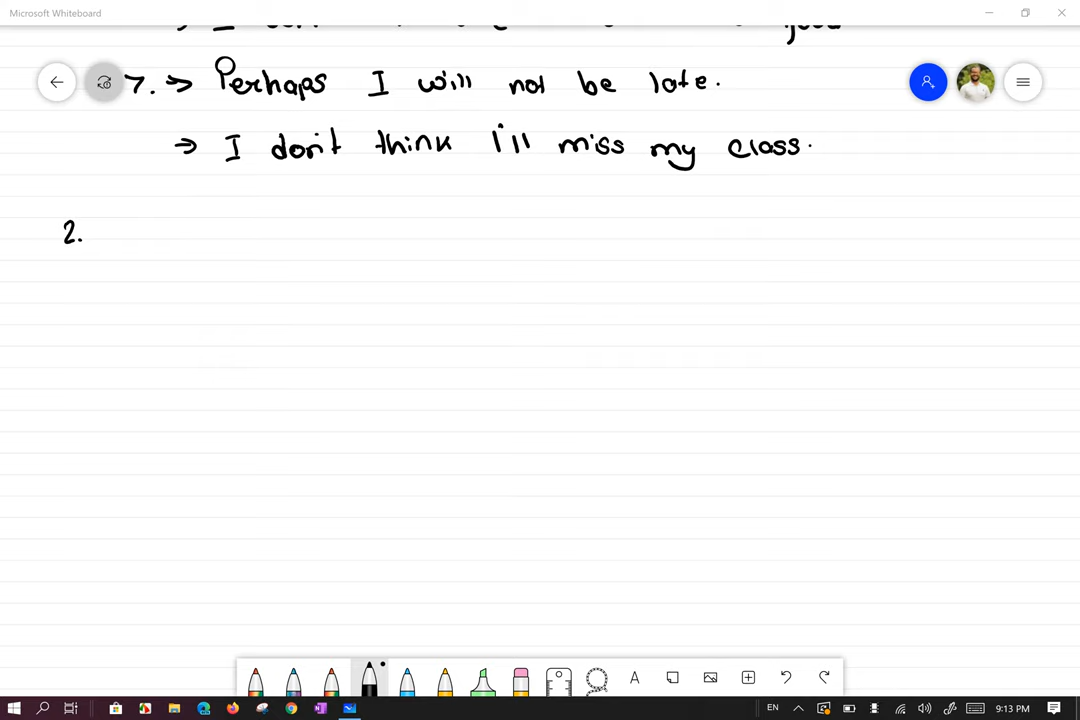 Microsoft Whiteboard
7. → Perhaps I will not be late.
→ I don't think I'll miss my class.
2.
A
EN
9:13 PM